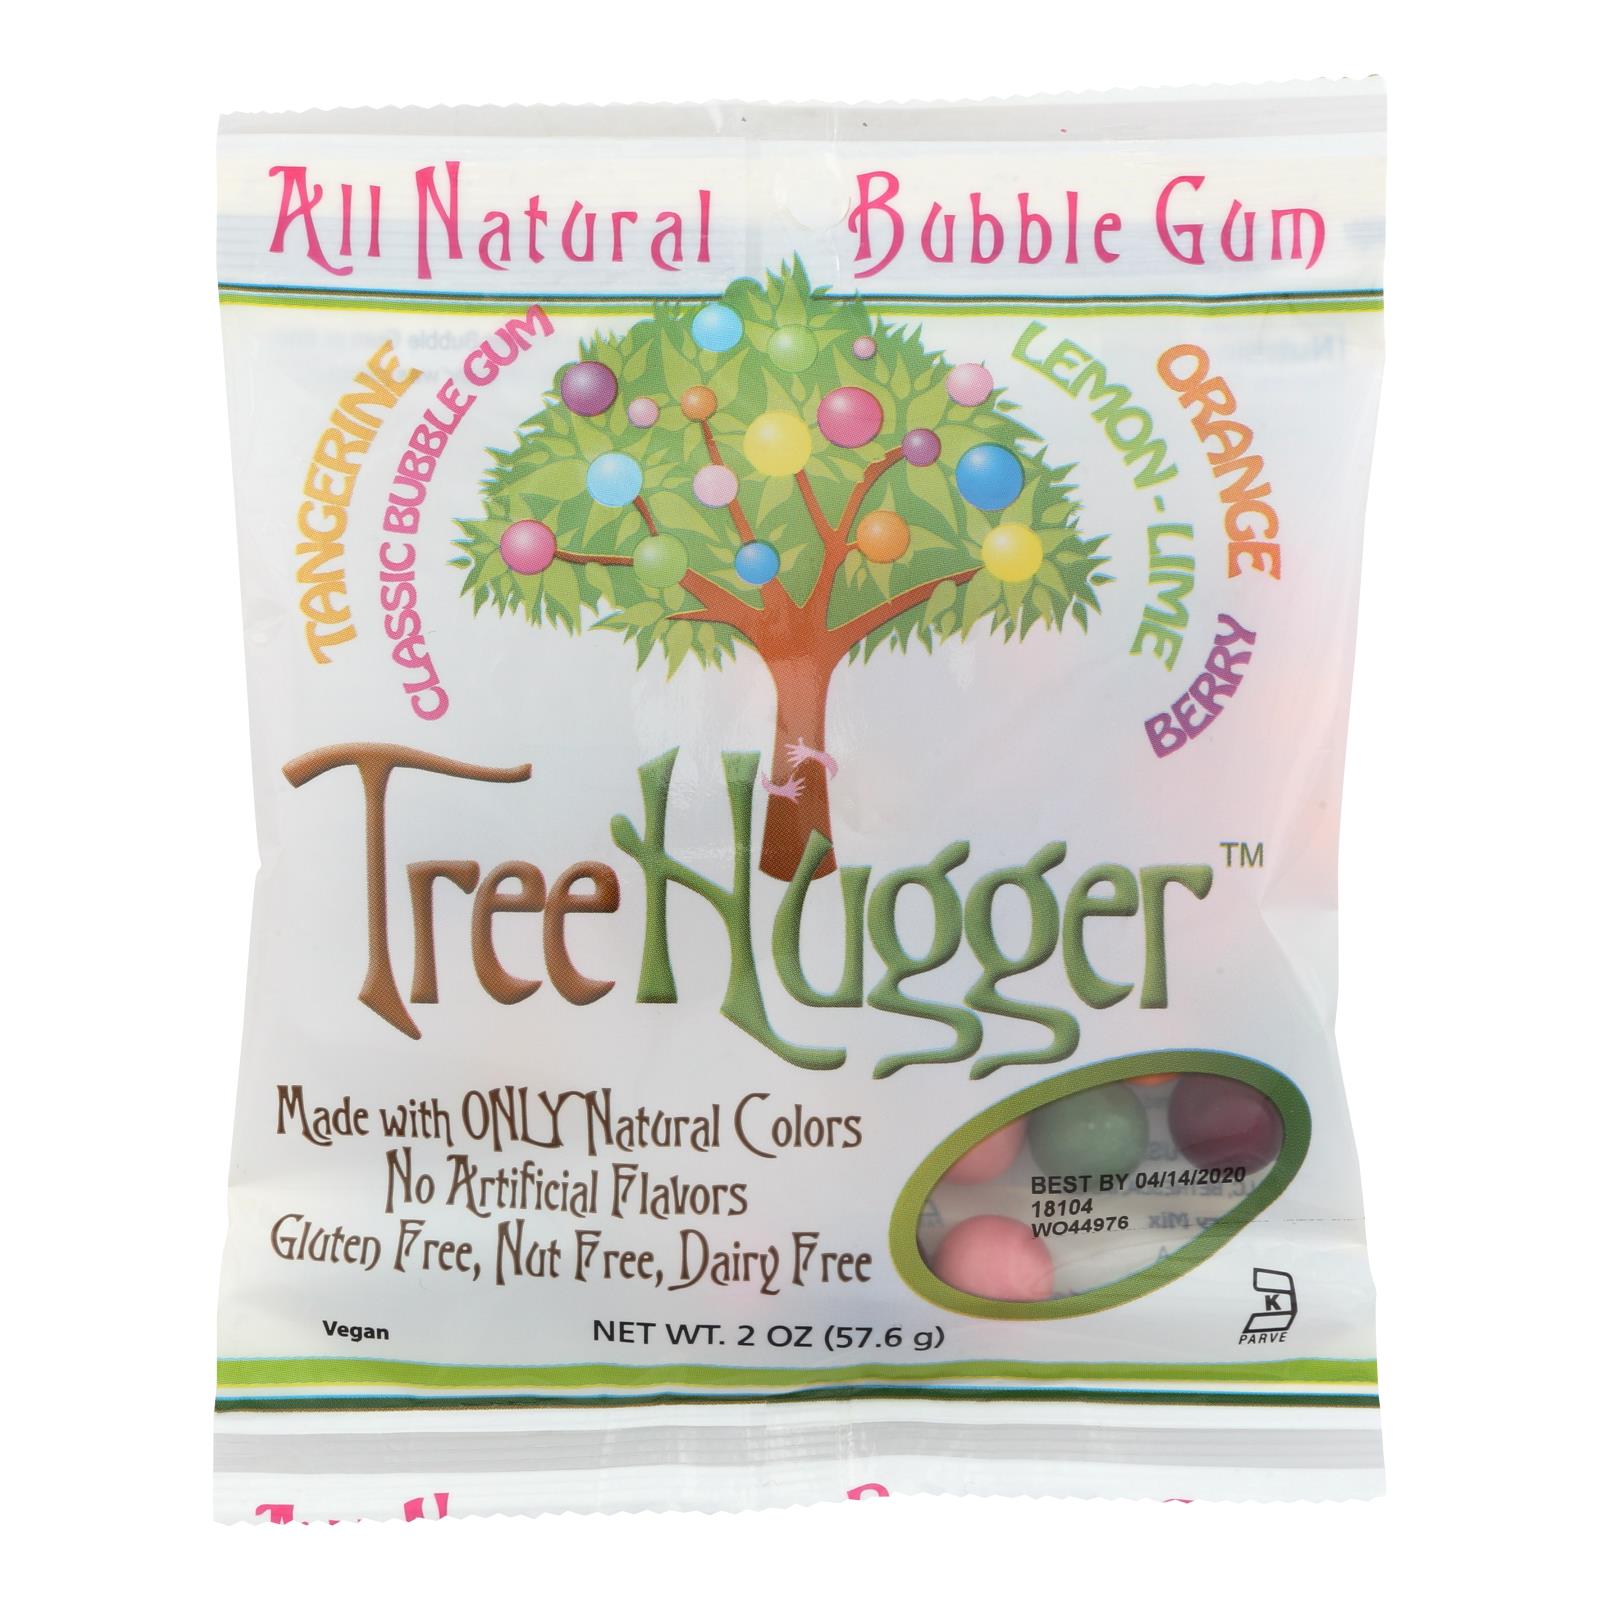 All Natural Bubble Gum
TANGERINE
CLASSIC BUBBLE GUM
LEMON-LIME
ORANGE
BERRY
TreeHugger™
Made with ONLY Natural Colors
No Artificial Flavors
Gluten Free, Nut Free, Dairy Free
BEST BY 04/14/2020
18104
WO44976
Vegan
NET WT. 2 OZ (57.6 g)
K
PARVE